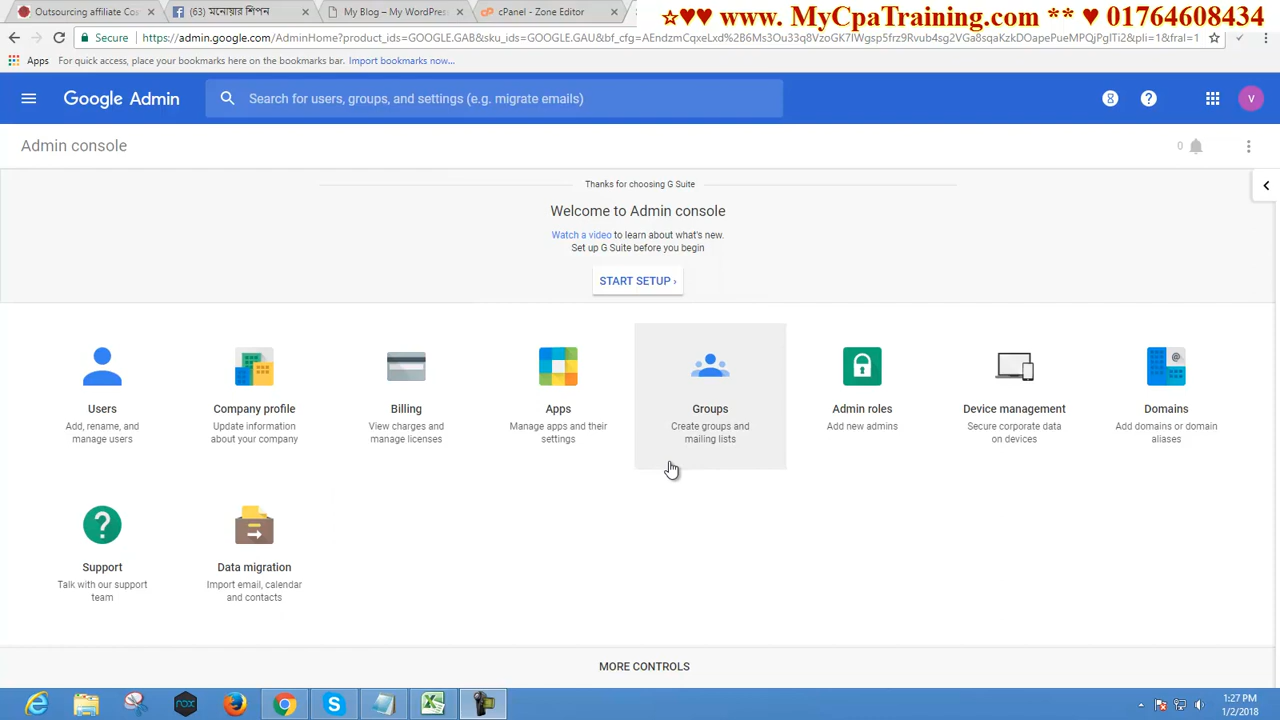 Outsourcing affiliate Co
(63) মনোয়ার শিপন
My Blog – My WordPres
cPanel - Zone Editor
☆♥♥ www. MyCpaTraining.com ** ♥ 01764608434
Secure
https://admin.google.com/AdminHome?product_ids=GOOGLE.GAB&sku_ids=GOOGLE.GAU&bf_cfg=
Apps
For quick access, place your bookmarks here on the bookmarks bar. Import bookmarks now...
Google Admin
Search for users, groups, and settings (e.g. migrate emails)
V
Admin console
0
Thanks for choosing G Suite
Welcome to Admin console
Watch a video to learn about what's new.
Set up G Suite before you begin
START SETUP ›
Users
Company profile
Billing
Apps
Groups
Admin roles
Device management
Domains
Add, rename, and
manage users
Update information
about your company
View charges and
manage licenses
Manage apps and their
settings
Create groups and
mailing lists
Add new admins
Secure corporate data
on devices
Add domains or domain
aliases
Support
Data migration
Talk with our support
team
Import email, calendar
and contacts
MORE CONTROLS
nox
1:27 PM
1/2/2018